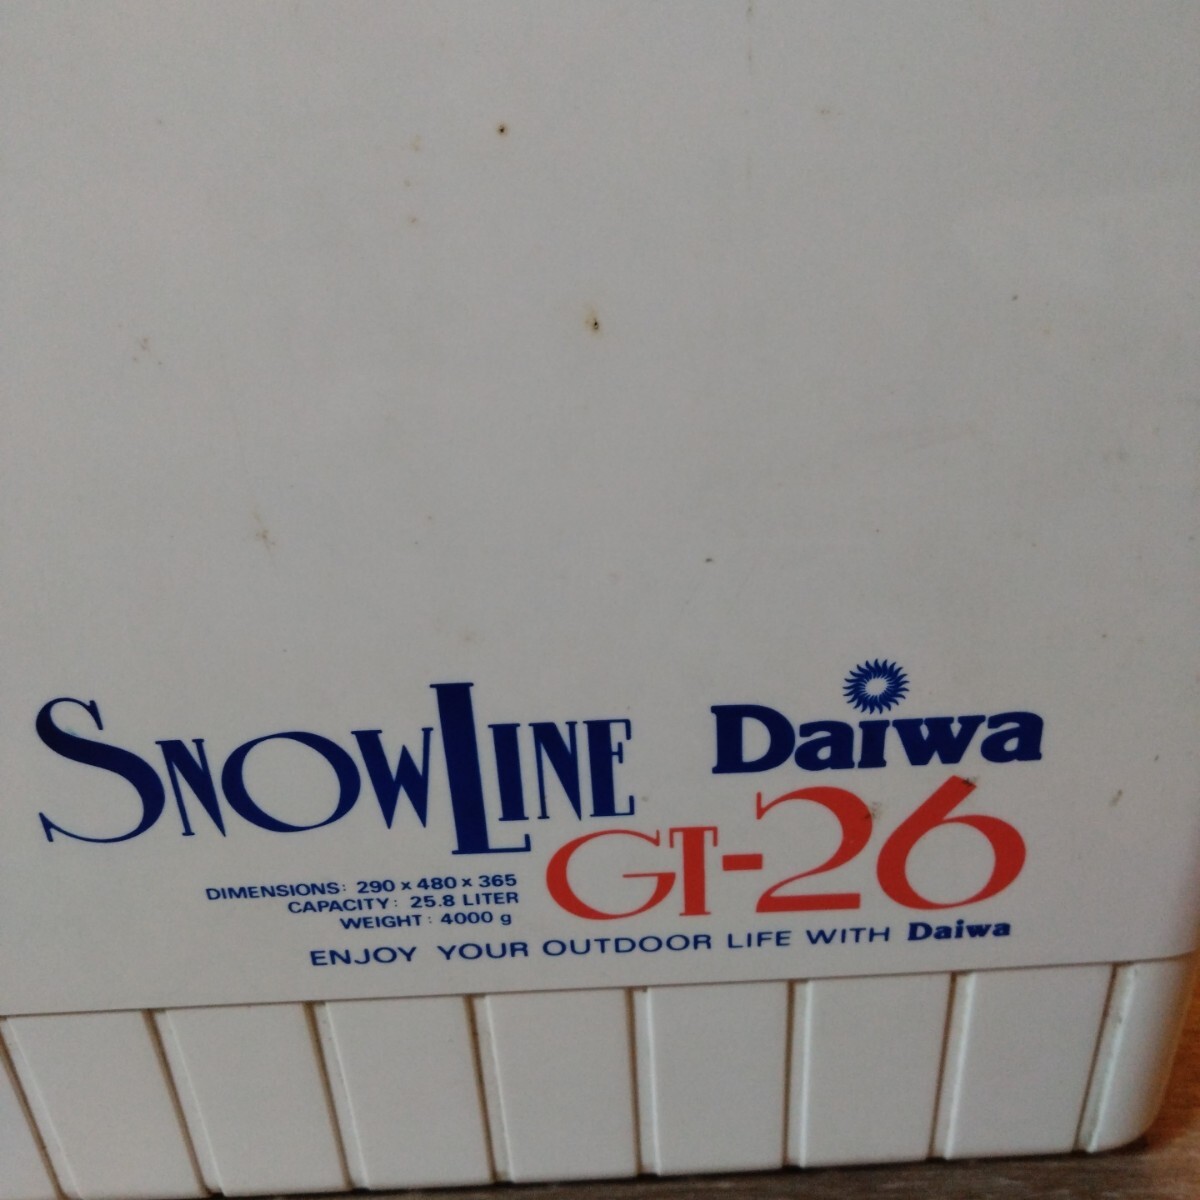 SNOWLINE Daiwa
GT-26
DIMENSIONS: 290 x 480 x 365
CAPACITY: 25.8 LITER
WEIGHT: 4000 g
ENJOY YOUR OUTDOOR LIFE WITH Daiwa